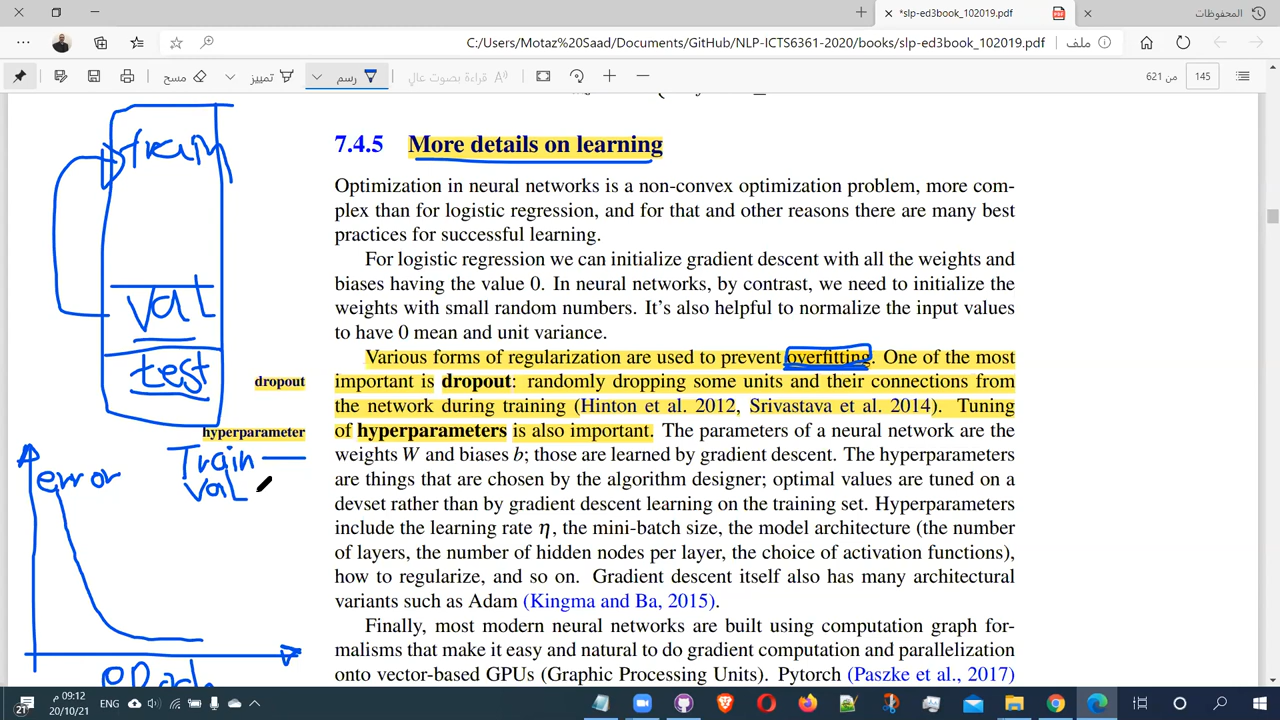 *slp-ed3book_102019.pdf
المحفوظات
C:/Users/Motaz%20Saad/Documents/GitHub/NLP-ICTS6361-2020/books/slp-ed3book_102019.pdf
ملف
مسح
تمييز
رسم
قراءة بصوت عالٍ
من 621
145
7.4.5 More details on learning
Optimization in neural networks is a non-convex optimization problem, more com-
plex than for logistic regression, and for that and other reasons there are many best
practices for successful learning.
For logistic regression we can initialize gradient descent with all the weights and
biases having the value 0. In neural networks, by contrast, we need to initialize the
weights with small random numbers. It's also helpful to normalize the input values
to have 0 mean and unit variance.
Various forms of regularization are used to prevent overfitting. One of the most
dropout
important is dropout: randomly dropping some units and their connections from
the network during training (Hinton et al. 2012, Srivastava et al. 2014). Tuning
hyperparameter
of hyperparameters is also important. The parameters of a neural network are the
weights W and biases b; those are learned by gradient descent. The hyperparameters
are things that are chosen by the algorithm designer; optimal values are tuned on a
devset rather than by gradient descent learning on the training set. Hyperparameters
include the learning rate η, the mini-batch size, the model architecture (the number
of layers, the number of hidden nodes per layer, the choice of activation functions),
how to regularize, and so on. Gradient descent itself also has many architectural
variants such as Adam (Kingma and Ba, 2015).
Finally, most modern neural networks are built using computation graph for-
malisms that make it easy and natural to do gradient computation and parallelization
onto vector-based GPUs (Graphic Processing Units). Pytorch (Paszke et al., 2017)
train
val
test
Train
val
error
epoch
21
ENG
09:12 م
20/10/21